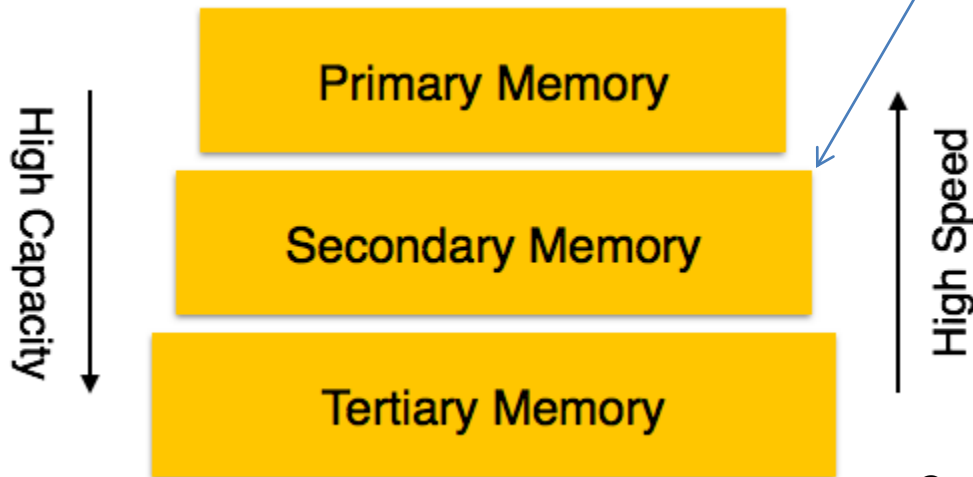 Primary Memory
High Capacity
High Speed
Secondary Memory
Tertiary Memory